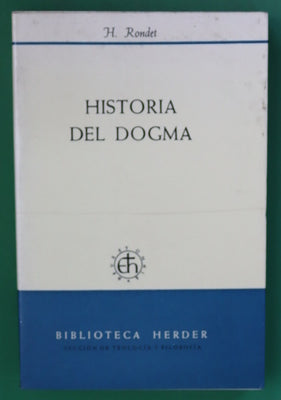 H. Rondet
HISTORIA
DEL DOGMA
BIBLIOTECA HERDER
SECCIÓN DE TEOLOGÍA Y FILOSOFÍA